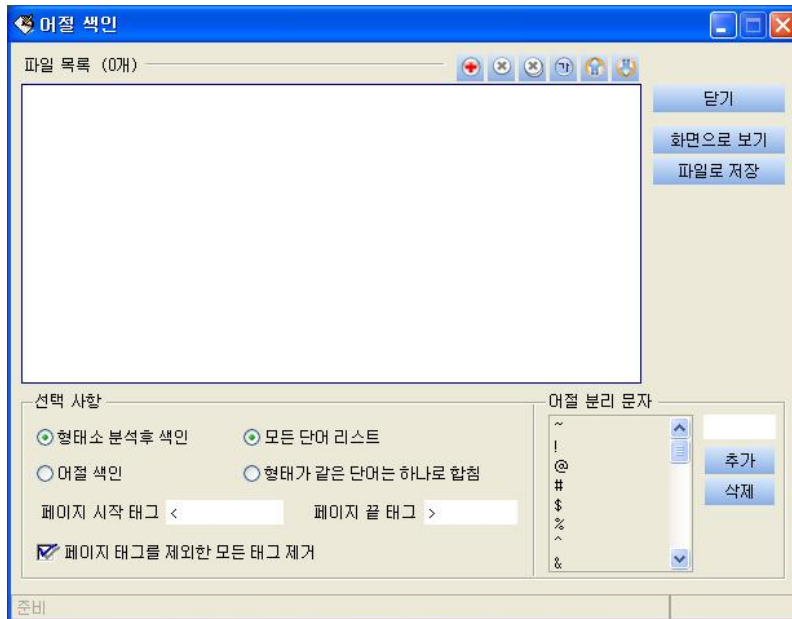 어절 색인
파일 목록 (0개)
가
닫기
화면으로 보기
파일로 저장
선택 사항
형태소 분석후 색인
모든 단어 리스트
어절 색인
형태가 같은 단어는 하나로 합침
페이지 시작 태그 <
페이지 끝 태그 >
페이지 태그를 제외한 모든 태그 제거
어절 분리 문자
~
!
@
#
$
%
^
&
추가
삭제
준비